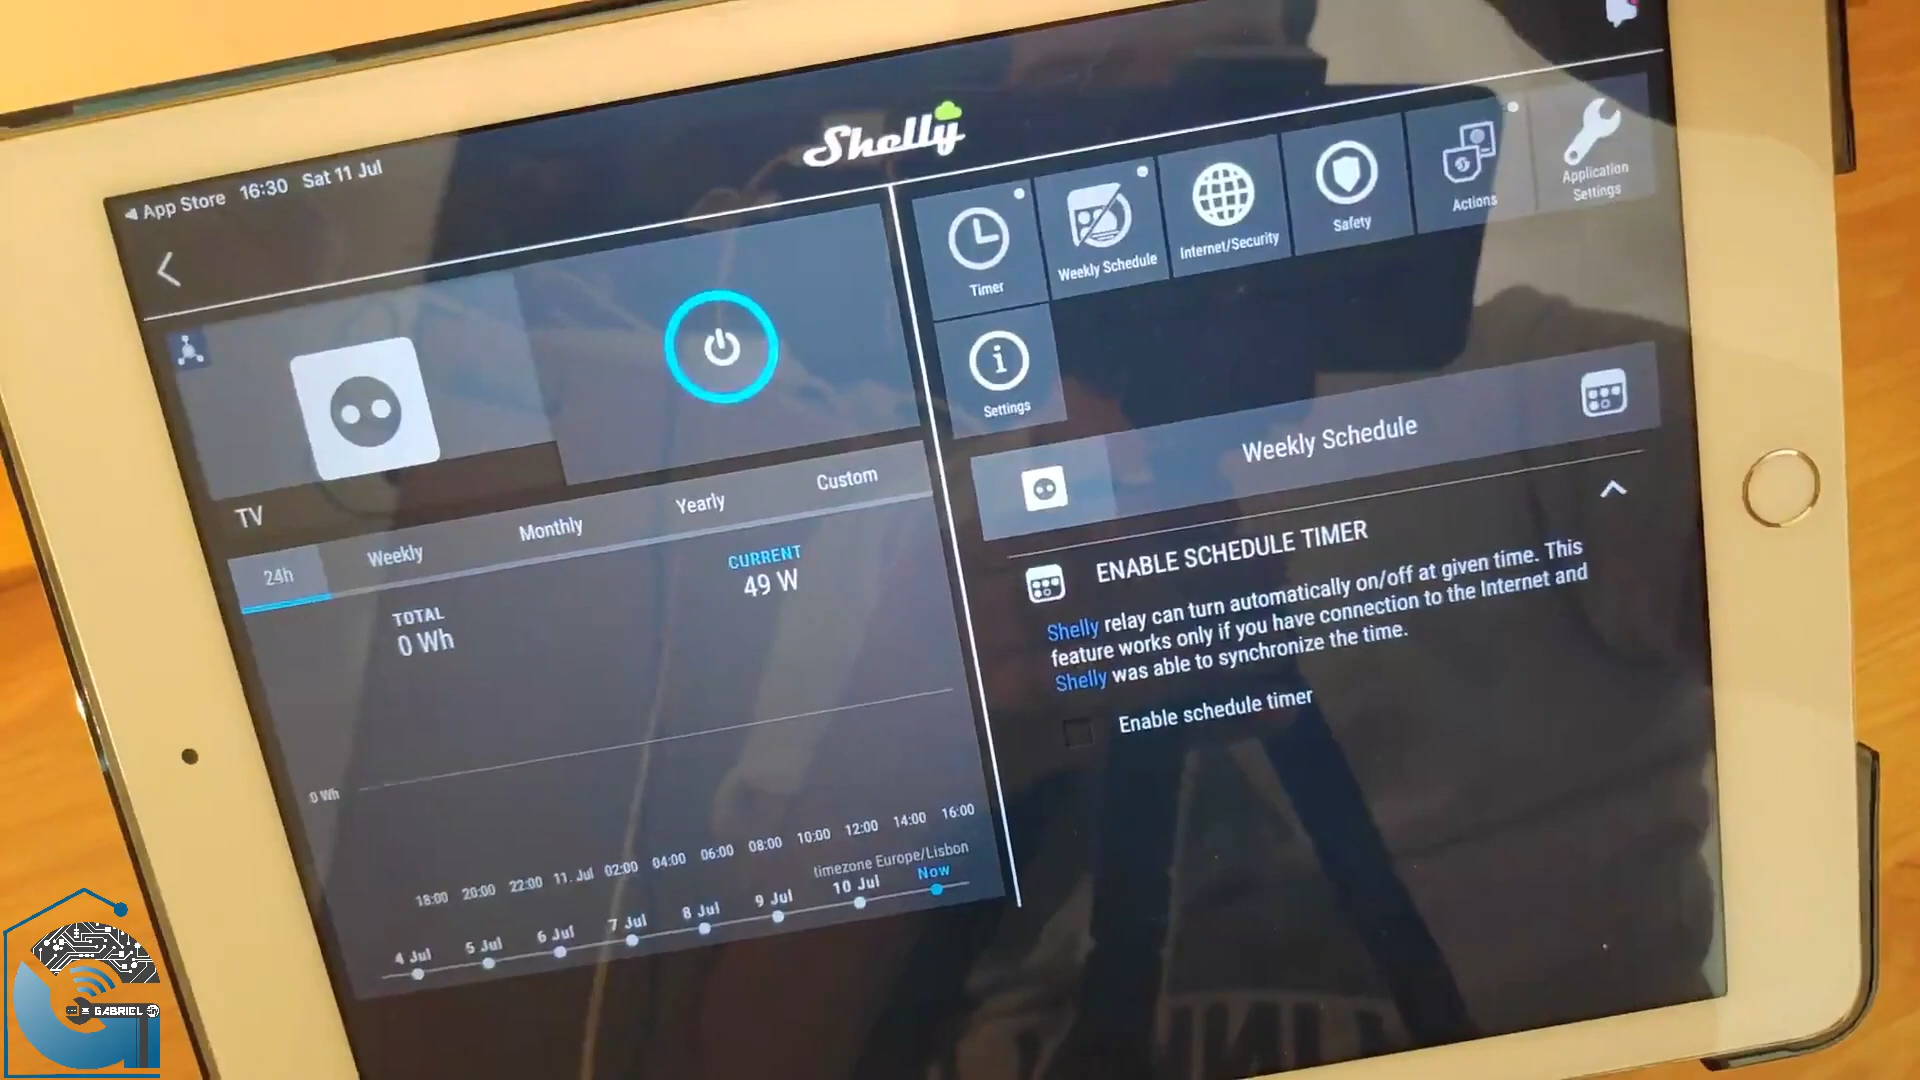 App Store 16:30 Sat 11 Jul
Shelly
TV
24h Weekly Monthly Yearly Custom
TOTAL
0 Wh
CURRENT
49 W
0 Wh
18:00 20:00 22:00 11. Jul 02:00 04:00 06:00 08:00 10:00 12:00 14:00 16:00
timezone Europe/Lisbon
4 Jul 5 Jul 6 Jul 7 Jul 8 Jul 9 Jul 10 Jul Now
Timer
Weekly Schedule
Internet/Security
Safety
Actions
Application
Settings
Settings
Weekly Schedule
ENABLE SCHEDULE TIMER
Shelly relay can turn automatically on/off at given time. This
feature works only if you have connection to the Internet and
Shelly was able to synchronize the time.
Enable schedule timer
GABRIEL